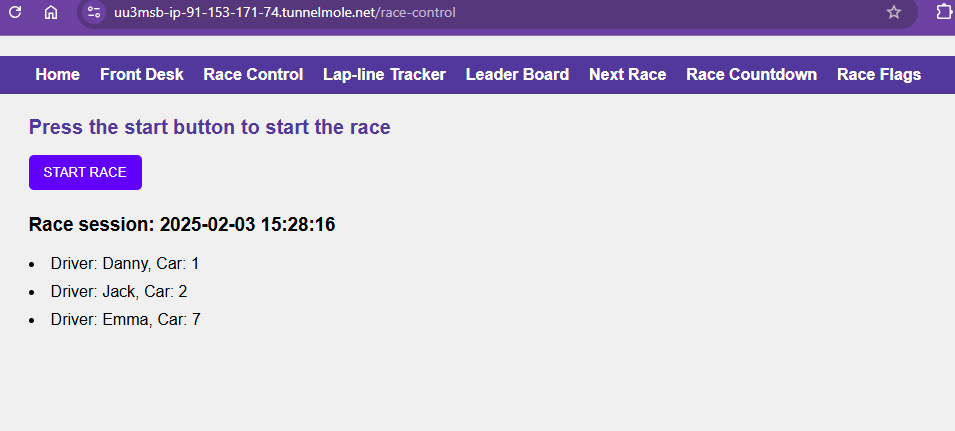 uu3msb-ip-91-153-171-74.tunnelmole.net/race-control
Home Front Desk Race Control Lap-line Tracker Leader Board Next Race Race Countdown Race Flags
Press the start button to start the race
START RACE
Race session: 2025-02-03 15:28:16
• Driver: Danny, Car: 1
• Driver: Jack, Car: 2
• Driver: Emma, Car: 7